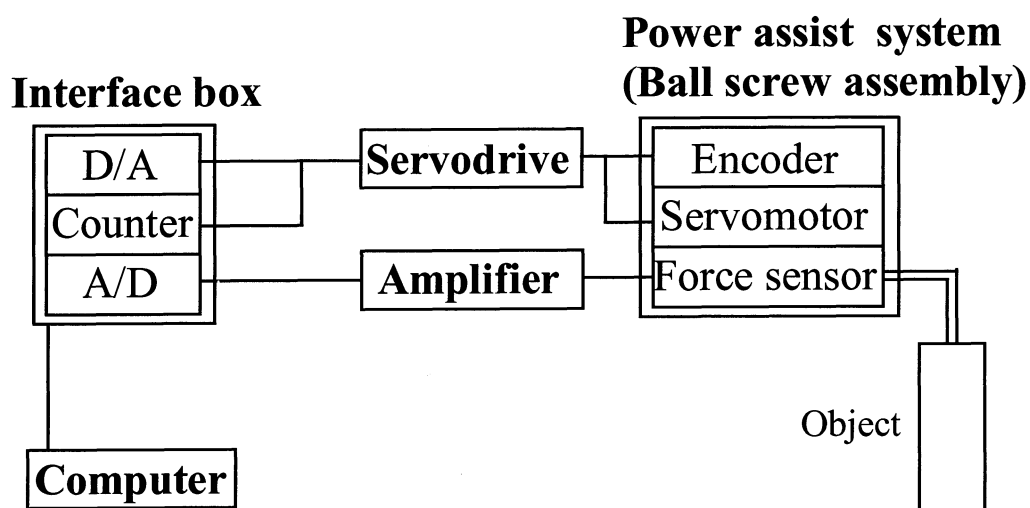 Power assist system
(Ball screw assembly)
Interface box
D/A
Counter
A/D
Servodrive
Amplifier
Encoder
Servomotor
Force sensor
Object
Computer